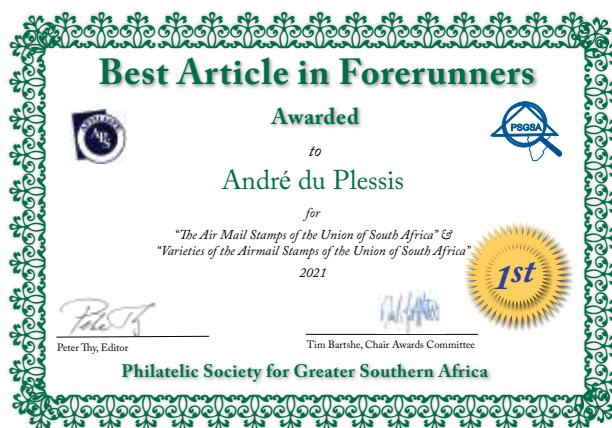 Best Article in Forerunners
Awarded
APS
PSGSA
to
André du Plessis
for
“The Air Mail Stamps of the Union of South Africa” &
“Varieties of the Airmail Stamps of the Union of South Africa”
2021
1st
Peter Thy, Editor
Tim Bartshe, Chair Awards Committee
Philatelic Society for Greater Southern Africa